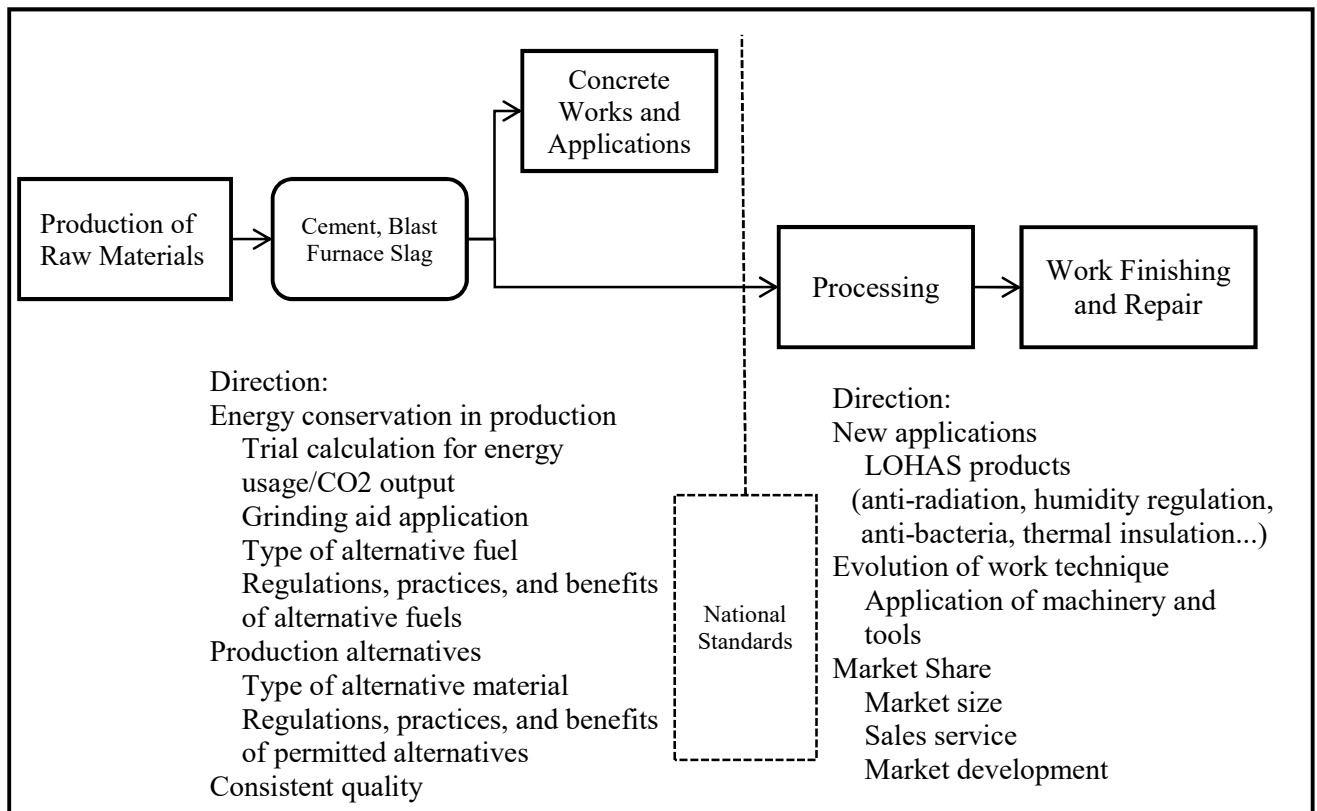 Concrete
Works and
Applications
Production of
Raw Materials
Cement, Blast
Furnace Slag
Processing
Work Finishing
and Repair
Direction:
Energy conservation in production
Trial calculation for energy
usage/CO2 output
Grinding aid application
Type of alternative fuel
Regulations, practices, and benefits
of alternative fuels
Production alternatives
Type of alternative material
Regulations, practices, and benefits
of permitted alternatives
Consistent quality
National
Standards
Direction:
New applications
LOHAS products
(anti-radiation, humidity regulation,
anti-bacteria, thermal insulation...)
Evolution of work technique
Application of machinery and
tools
Market Share
Market size
Sales service
Market development